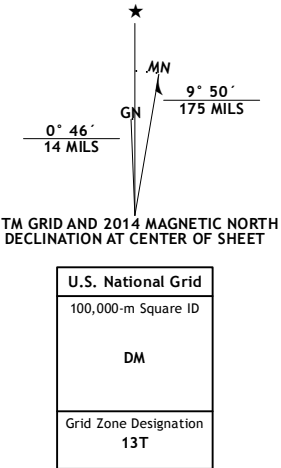 ★
MN
GN
9° 50´
175 MILS
0° 46´
14 MILS
TM GRID AND 2014 MAGNETIC NORTH
DECLINATION AT CENTER OF SHEET
U.S. National Grid
100,000-m Square ID
DM
Grid Zone Designation
13T